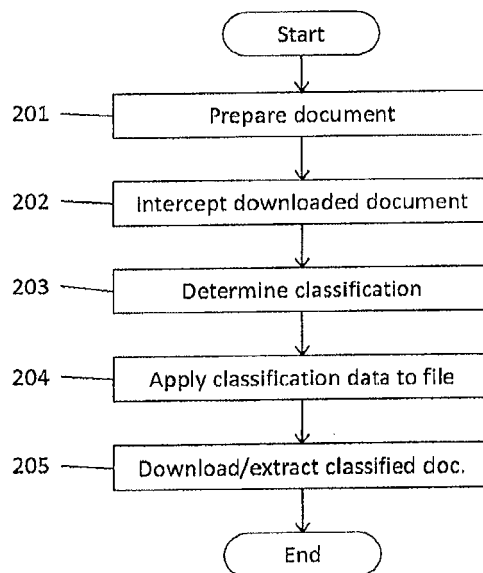 Start
201 Prepare document
202 Intercept downloaded document
203 Determine classification
204 Apply classification data to file
205 Download/extract classified doc.
End